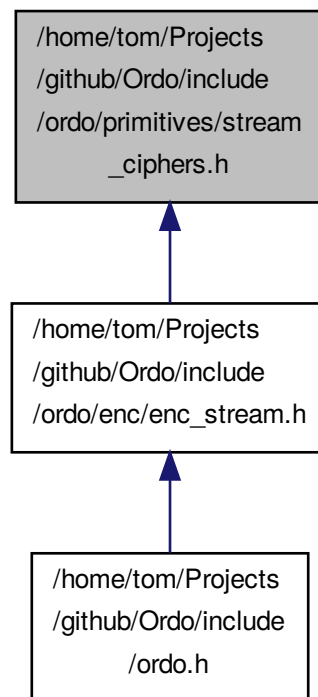 /home/tom/Projects
/github/Ordo/include
/ordo/primitives/stream
_ciphers.h
/home/tom/Projects
/github/Ordo/include
/ordo/enc/enc_stream.h
/home/tom/Projects
/github/Ordo/include
/ordo.h